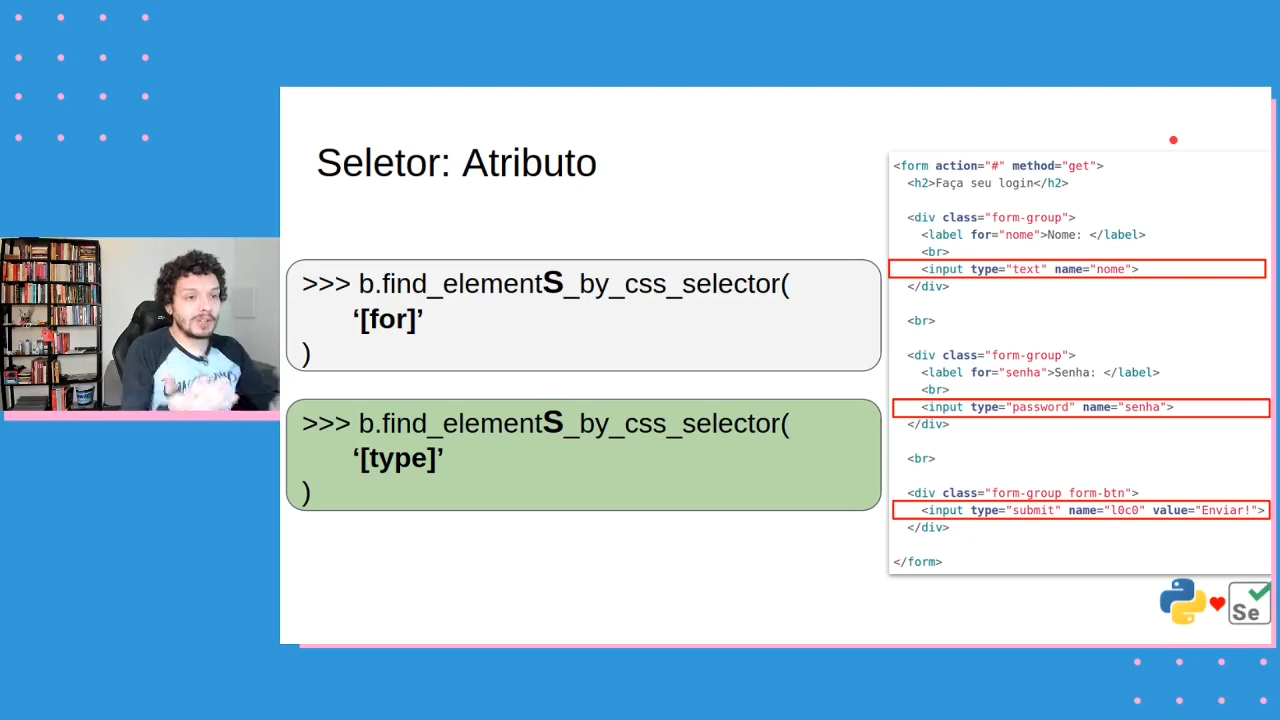 Seletor: Atributo
>>> b.find_elementS_by_css_selector(
‘[for]’
)
>>> b.find_elementS_by_css_selector(
‘[type]’
)
<form action="#" method="get">
<h2>Faça seu login</h2>
<div class="form-group">
<label for="nome">Nome: </label>
<br>
<input type="text" name="nome">
</div>
<br>
<div class="form-group">
<label for="senha">Senha: </label>
<br>
<input type="password" name="senha">
</div>
<br>
<div class="form-group form-btn">
<input type="submit" name="l0c0" value="Enviar!">
</div>
</form>
Se